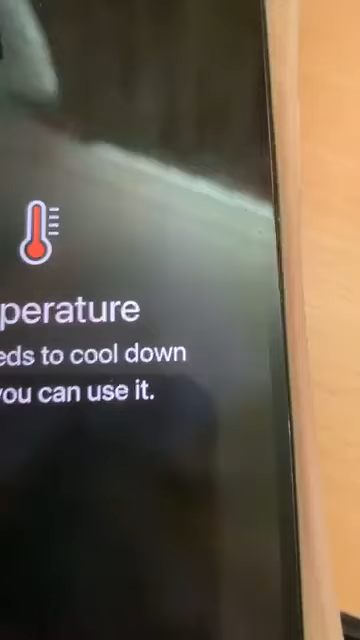 perature
eds to cool down
you can use it.